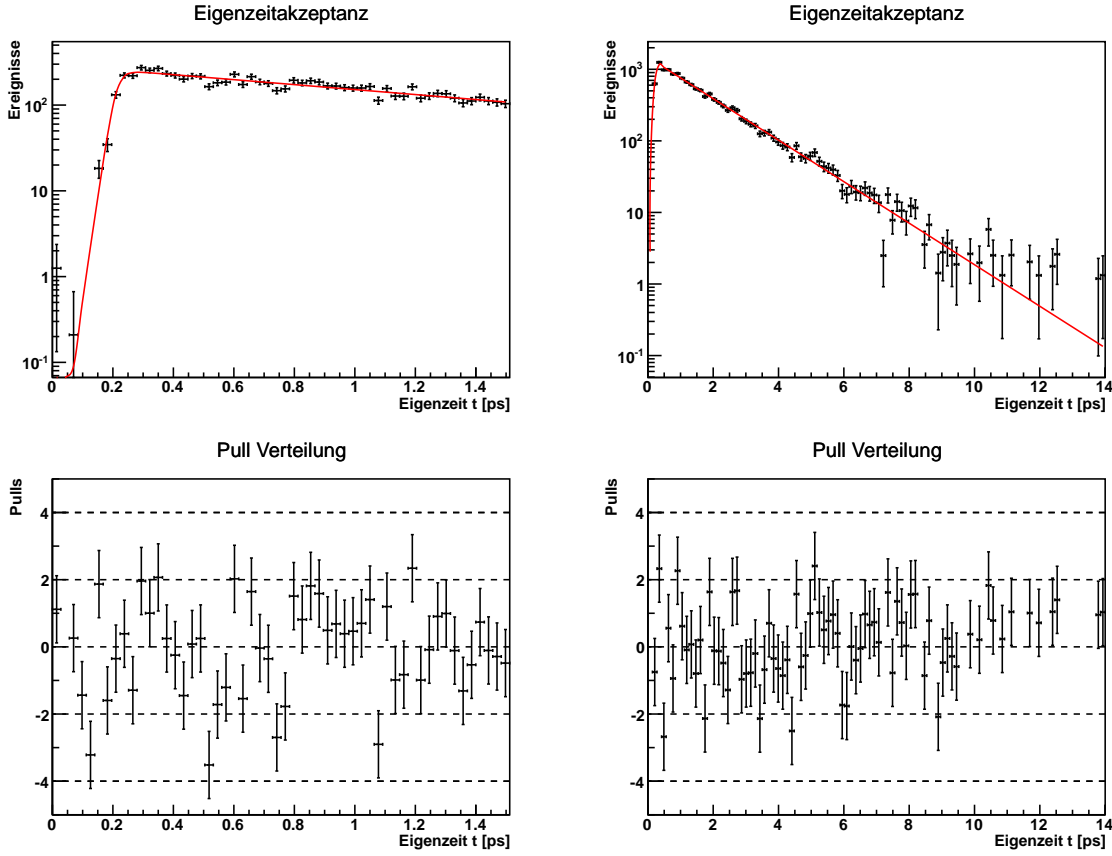 Eigenzeitakzeptanz
Ereignisse
10²
10
1
10⁻¹
0 0.2 0.4 0.6 0.8 1 1.2 1.4
Eigenzeit t [ps]
Eigenzeitakzeptanz
Ereignisse
10³
10²
10
1
10⁻¹
0 2 4 6 8 10 12 14
Eigenzeit t [ps]
Pull Verteilung
Pulls
4
2
0
-2
-4
0 0.2 0.4 0.6 0.8 1 1.2 1.4
Eigenzeit t [ps]
Pull Verteilung
Pulls
4
2
0
-2
-4
0 2 4 6 8 10 12 14
Eigenzeit t [ps]